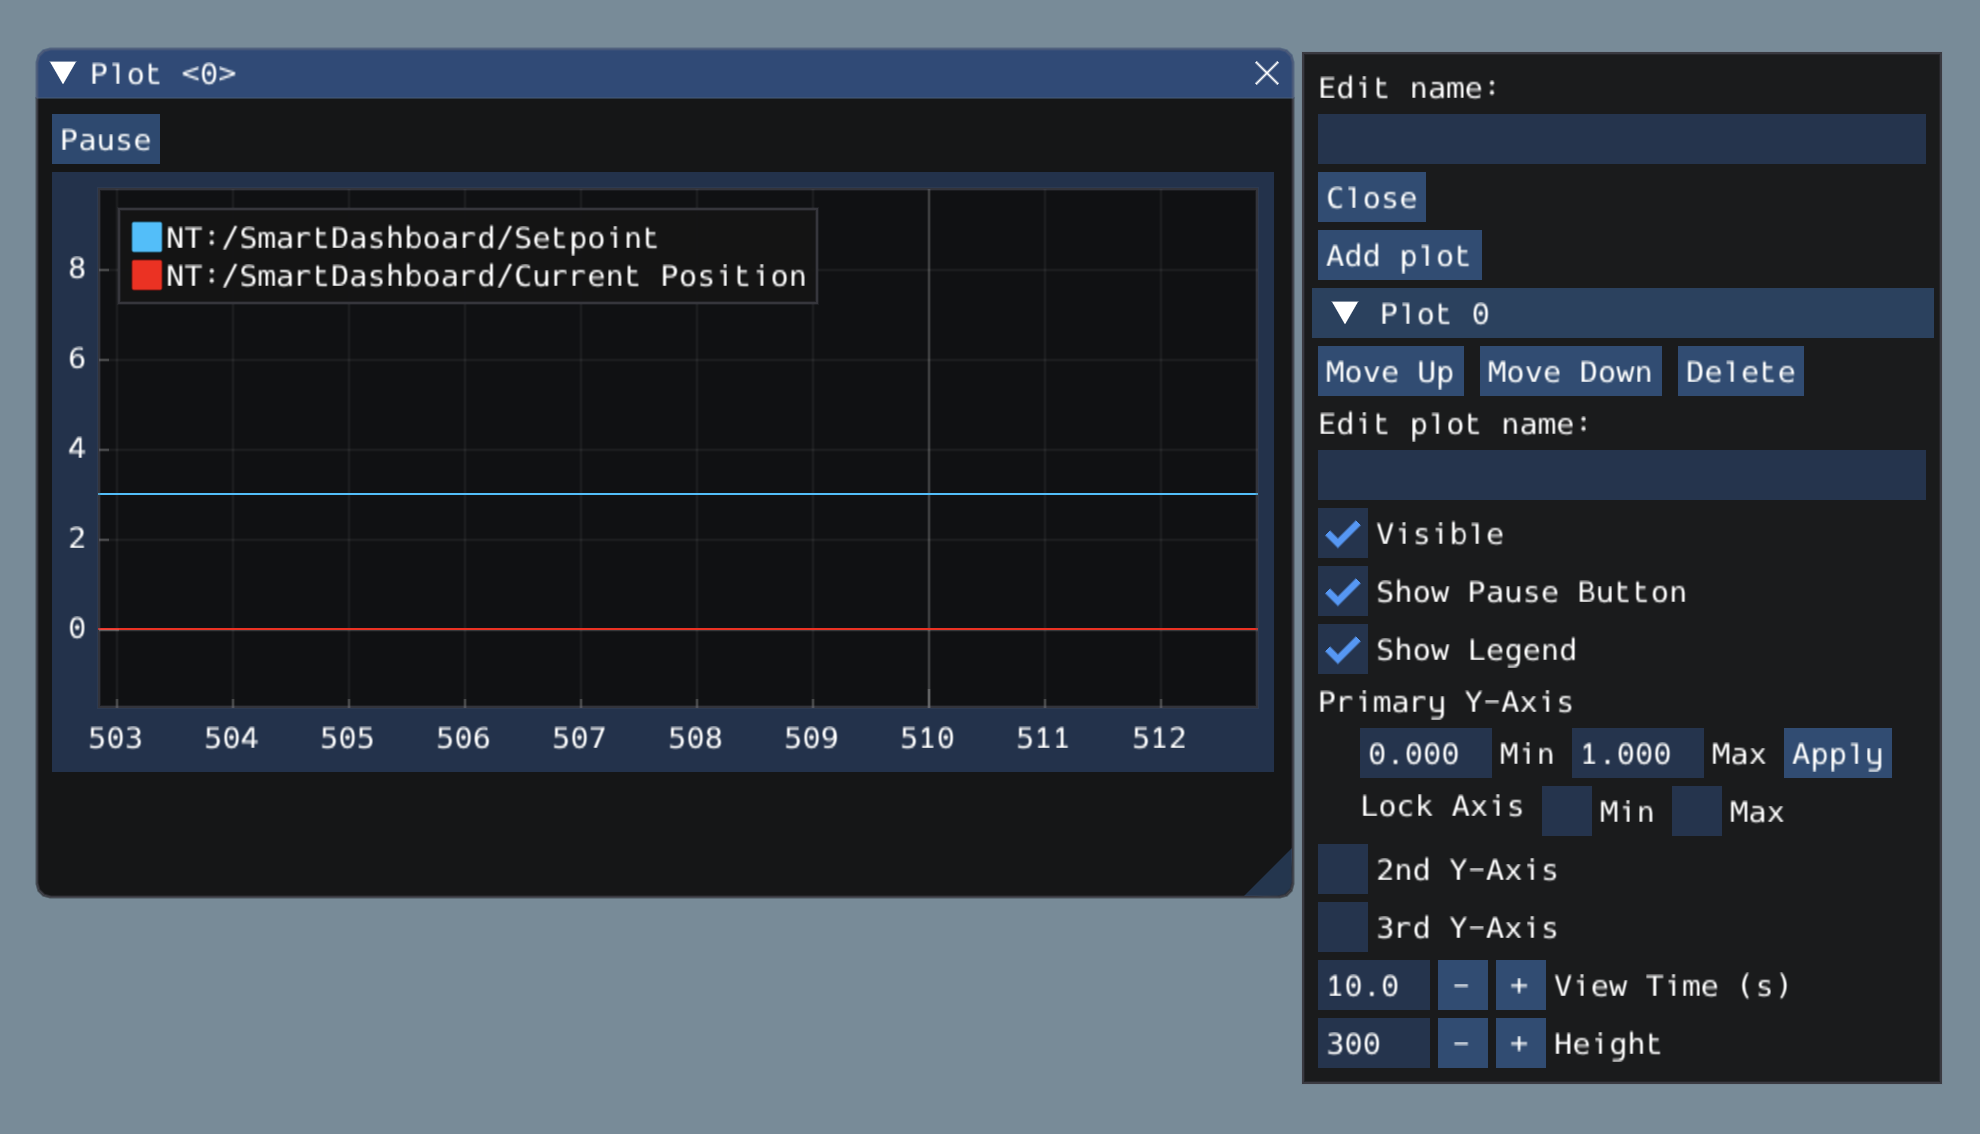 Plot <0>
Pause
NT:/SmartDashboard/Setpoint
NT:/SmartDashboard/Current Position
8
6
4
2
0
503 504 505 506 507 508 509 510 511 512
Edit name:
Close
Add plot
Plot 0
Move Up Move Down Delete
Edit plot name:
Visible
Show Pause Button
Show Legend
Primary Y-Axis
0.000 Min 1.000 Max Apply
Lock Axis Min Max
2nd Y-Axis
3rd Y-Axis
10.0 - + View Time (s)
300 - + Height